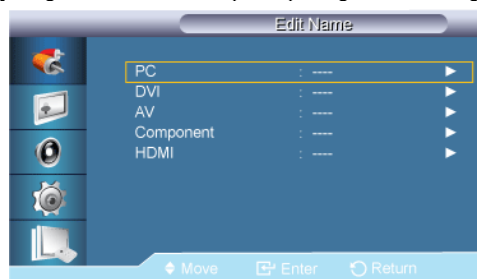 Edit Name
PC : ---- ►
DVI : ---- ►
AV : ---- ►
Component : ---- ►
HDMI : ---- ►
Move Enter Return